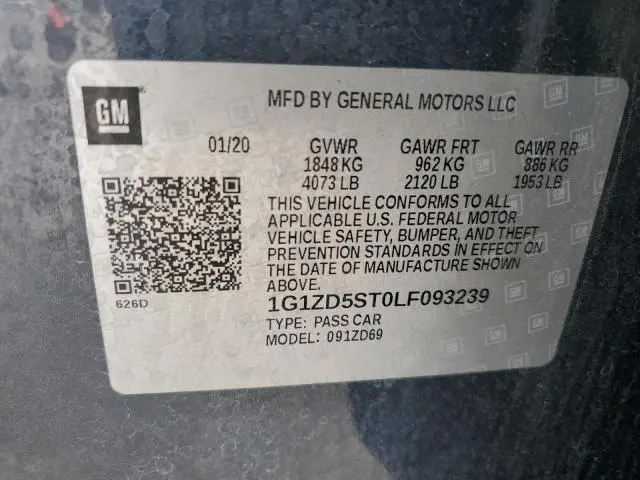 GM
MFD BY GENERAL MOTORS LLC
01/20 GVWR GAWR FRT GAWR RR
1848 KG 962 KG 886 KG
4073 LB 2120 LB 1953 LB
THIS VEHICLE CONFORMS TO ALL
APPLICABLE U.S. FEDERAL MOTOR
VEHICLE SAFETY, BUMPER, AND THEFT
PREVENTION STANDARDS IN EFFECT ON
THE DATE OF MANUFACTURE SHOWN
ABOVE.
626D
1G1ZD5ST0LF093239
TYPE: PASS CAR
MODEL: 091ZD69